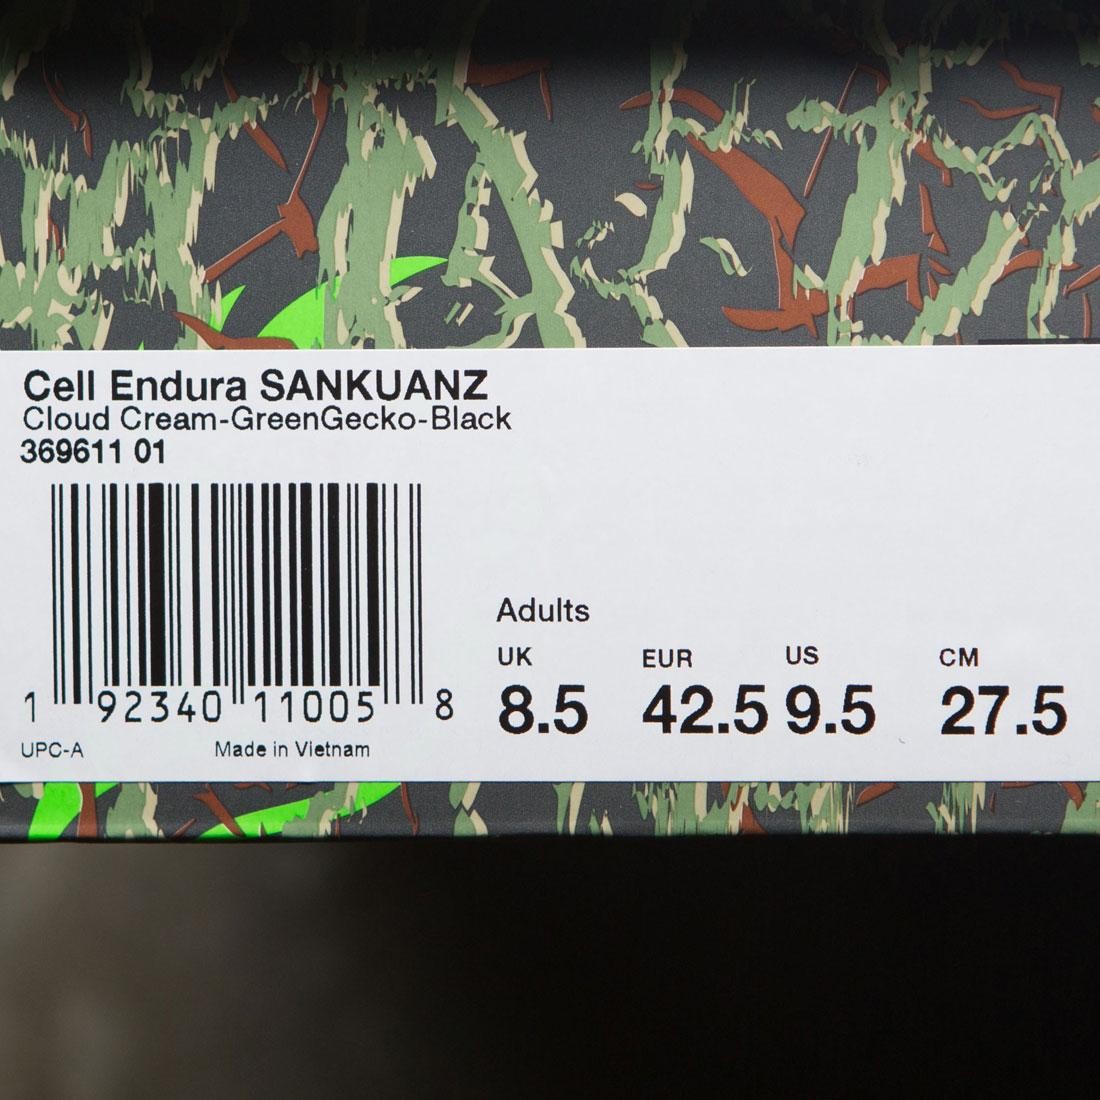 Cell Endura SANKUANZ
Cloud Cream-GreenGecko-Black
369611 01
1 92340 11005 8
UPC-A Made in Vietnam
Adults
UK EUR US CM
8.5 42.5 9.5 27.5